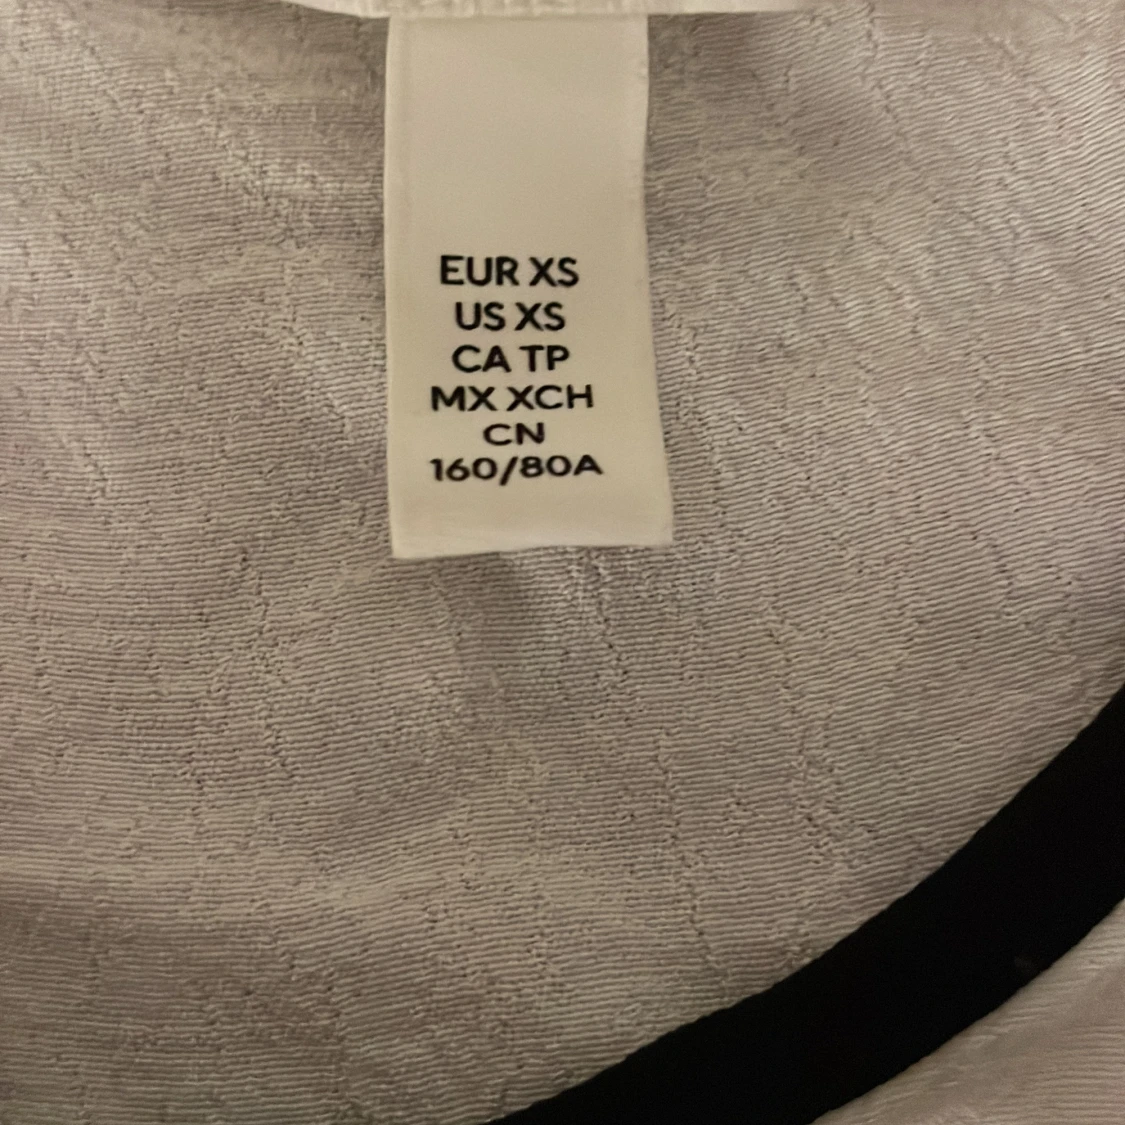 EUR XS
US XS
CA TP
MX XCH
CN
160/80A